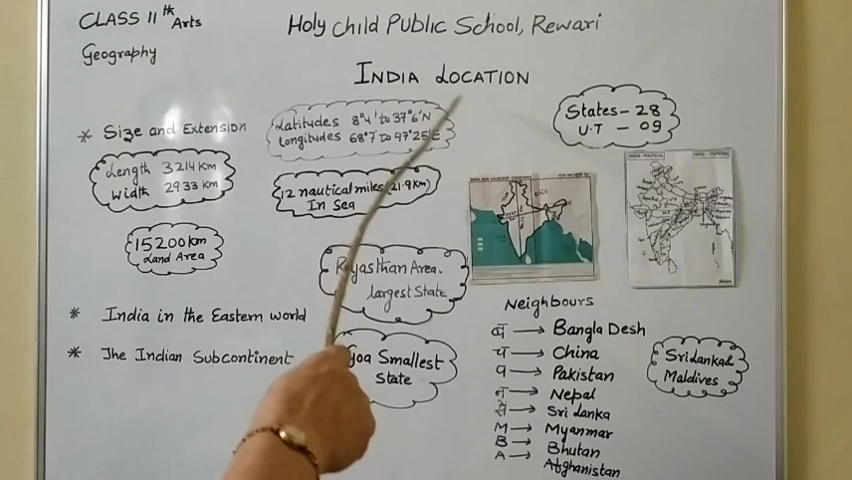 CLASS 11th Arts
Geography
Holy Child Public School, Rewari
INDIA LOCATION
* Size and Extension
Latitudes 8°4' to 37°6'N
Longitudes 68°7' to 97°25'E
States - 28
U.T - 09
Length 3214 Km
Width 2933 km
12 nautical miles (21.9km)
In Sea
15200km
Land Area
Rajasthan Area.
largest State
* India in the Eastern world
* The Indian Subcontinent
Goa Smallest
State
Neighbours
ब → Bangla Desh
च → China
प → Pakistan
न → Nepal
से → Sri Lanka
M → Myanmar
B → Bhutan
A → Afghanistan
Sri Lanka &
Maldives